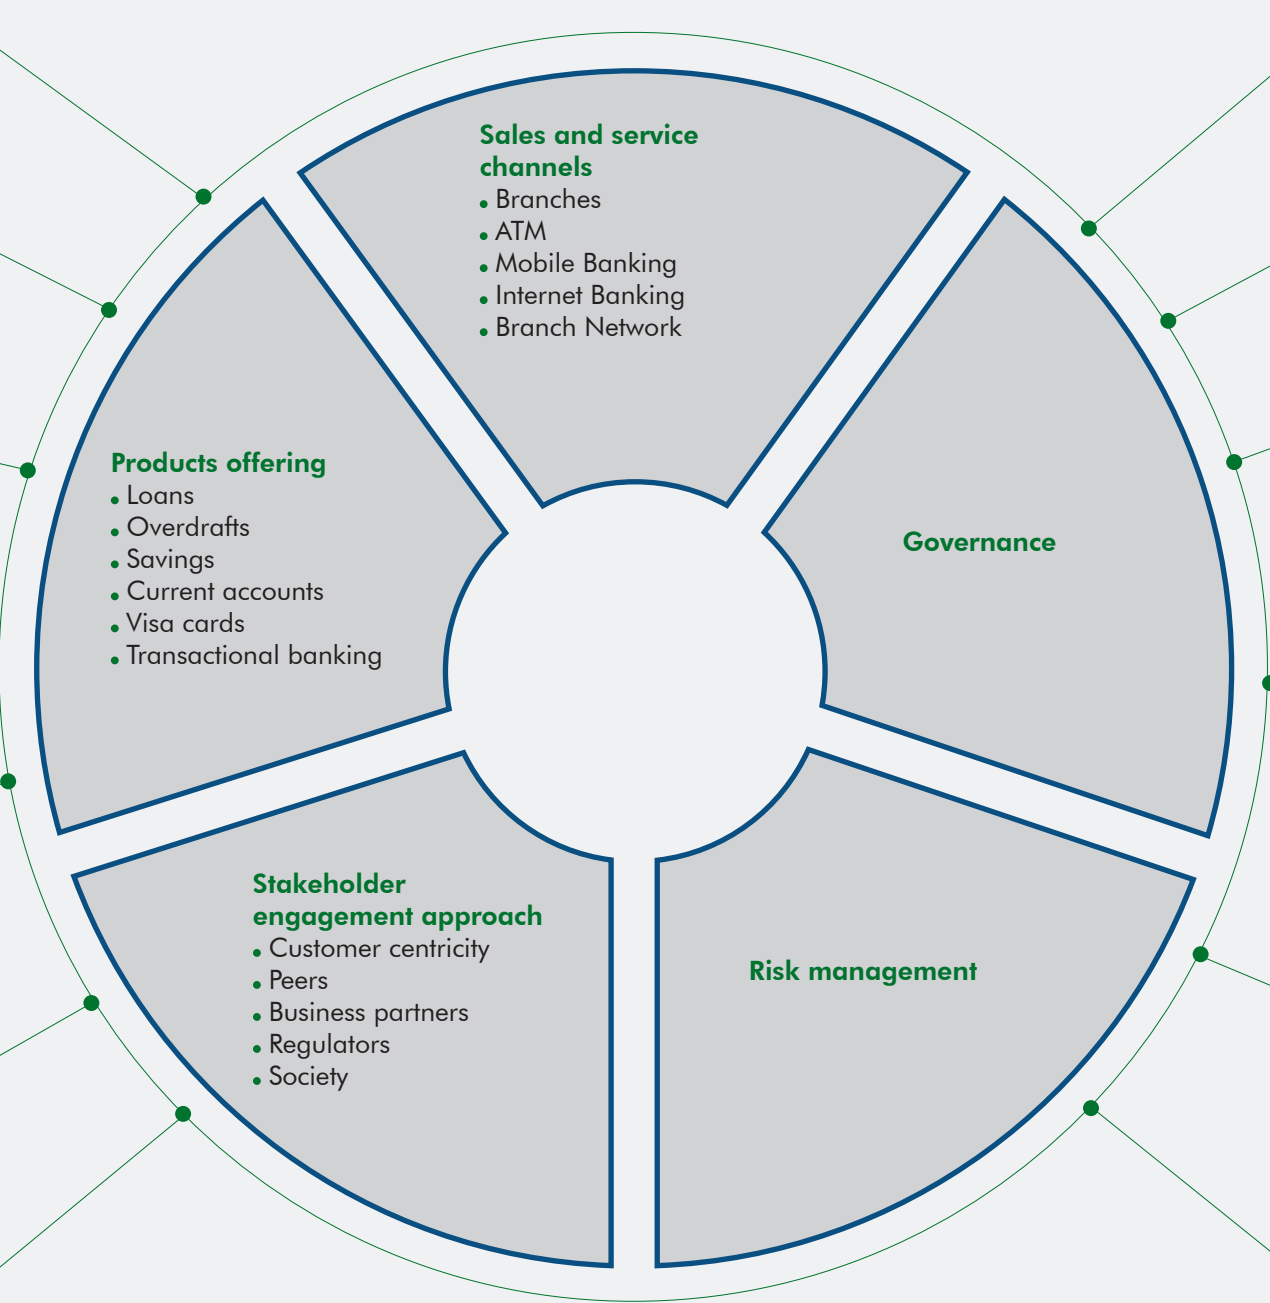 Sales and service
channels
• Branches
• ATM
• Mobile Banking
• Internet Banking
• Branch Network
Products offering
• Loans
• Overdrafts
• Savings
• Current accounts
• Visa cards
• Transactional banking
Governance
Stakeholder
engagement approach
• Customer centricity
• Peers
• Business partners
• Regulators
• Society
Risk management